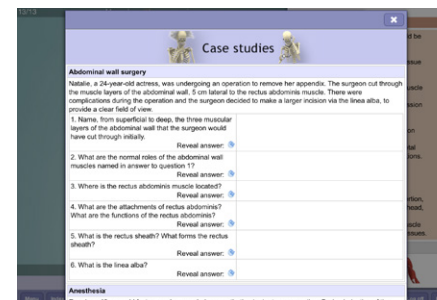 Case studies
Abdominal wall surgery
Natalie, a 24-year-old actress, was undergoing an operation to remove her appendix. The surgeon cut through
the muscle layers of the abdominal wall, 5 cm lateral to the rectus abdominis muscle. There were
complications during the operation and the surgeon decided to make a larger incision via the linea alba, to
provide a clear field of view.
1. Name, from superficial to deep, the three muscular
layers of the abdominal wall that the surgeon would
have cut through initially.
Reveal answer:
2. What are the normal roles of the abdominal wall
muscles named in answer to question 1?
Reveal answer:
3. Where is the rectus abdominis muscle located?
Reveal answer:
4. What are the attachments of rectus abdominis?
What are the functions of the rectus abdominis?
Reveal answer:
5. What is the rectus sheath? What forms the rectus
sheath?
Reveal answer:
6. What is the linea alba?
Reveal answer:
Anesthesia